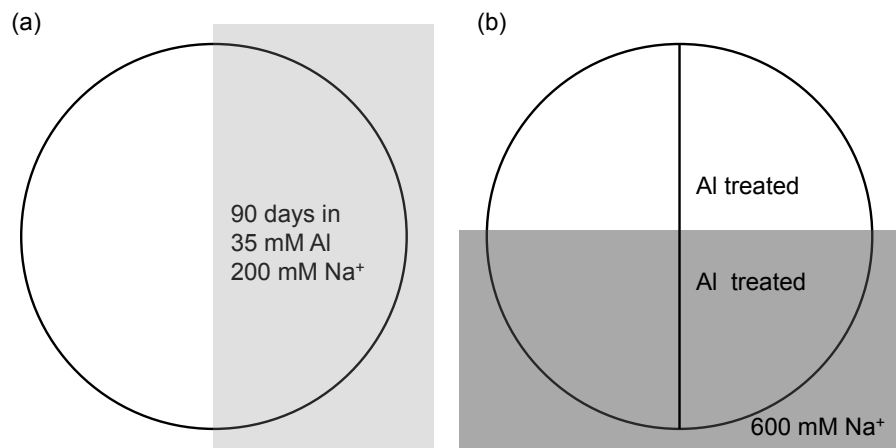 (a)
90 days in
35 mM Al
200 mM Na⁺
(b)
Al treated
Al  treated
600 mM Na⁺